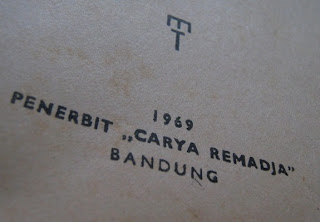 1969
PENERBIT „CARYA REMADJA”
BANDUNG